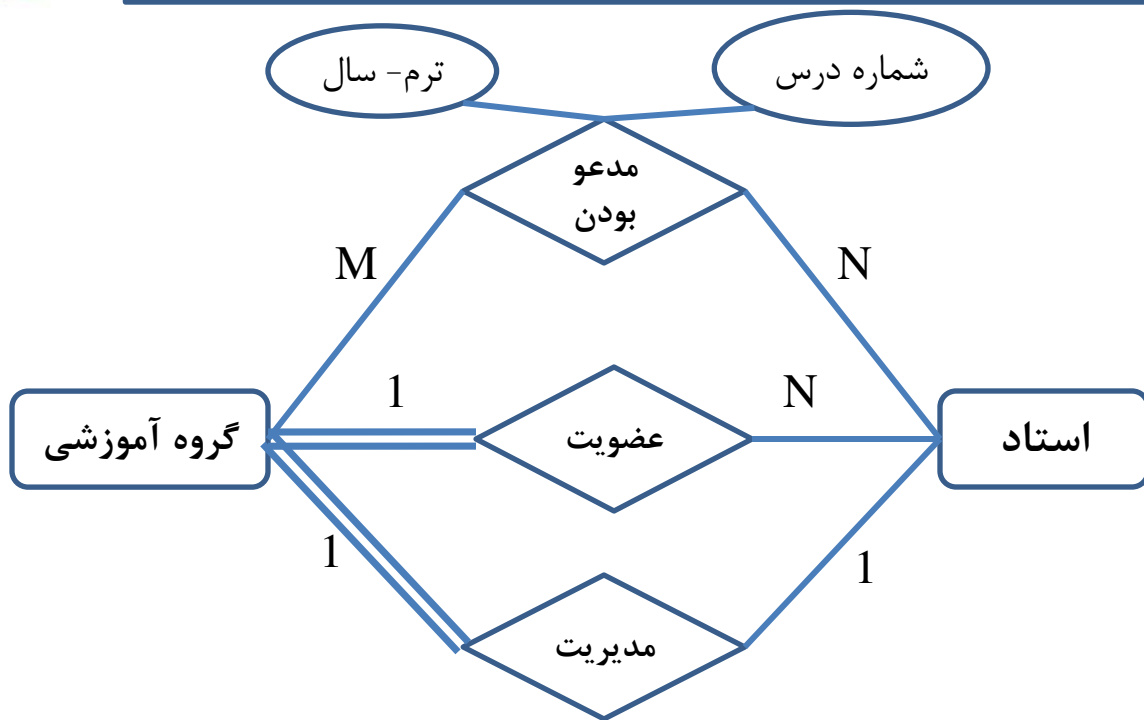 شماره درس
ترم- سال
مدعو
بودن
N
M
N
1
استاد
عضویت
گروه آموزشی
1
1
مدیریت